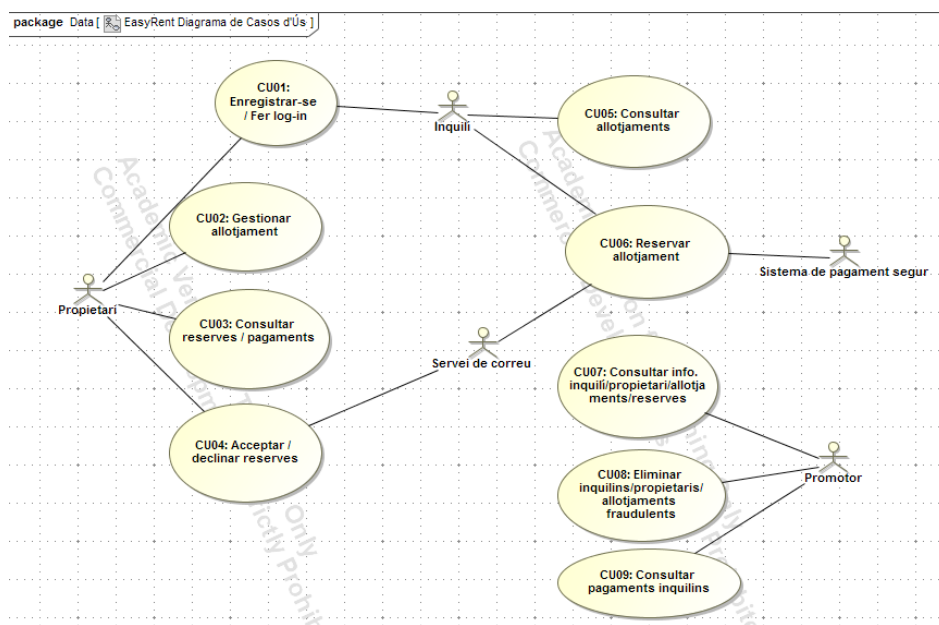 package Data [ EasyRent Diagrama de Casos d'Ús ]
CU01:
Enregistrar-se
/ Fer log-in
Inquilí
CU05: Consultar
allotjaments
CU02: Gestionar
allotjament
CU06: Reservar
allotjament
Sistema de pagament segur
Propietari
CU03: Consultar
reserves / pagaments
Servei de correu
CU07: Consultar info.
inquilí/propietari/allotja
ments/reserves
CU04: Acceptar /
declinar reserves
CU08: Eliminar
inquilins/propietaris/
allotjaments
fraudulents
Promotor
CU09: Consultar
pagaments inquilins